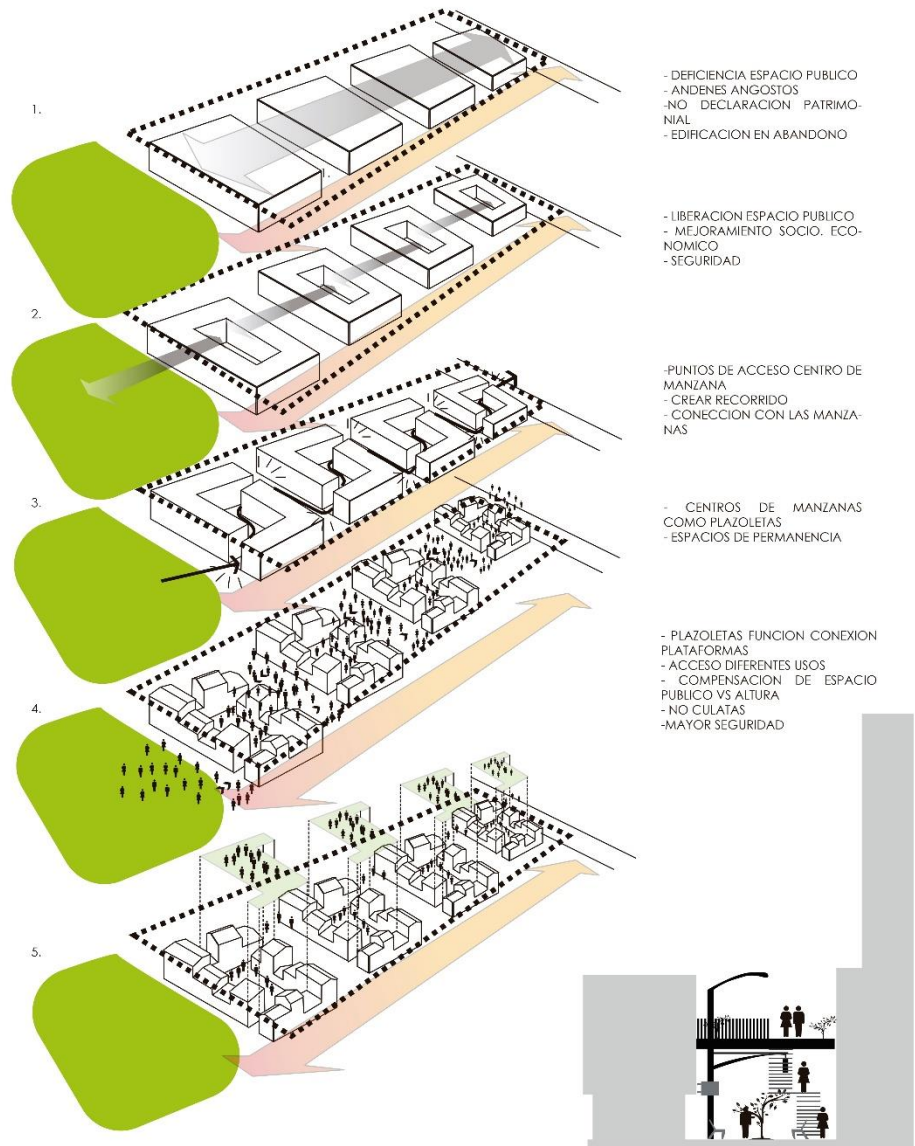 1.
- DEFICIENCIA ESPACIO PUBLICO
- ANDENES ANGOSTOS
-NO DECLARACION PATRIMO-
NIAL
- EDIFICACION EN ABANDONO
2.
- LIBERACION ESPACIO PUBLICO
- MEJORAMIENTO SOCIO. ECO-
NOMICO
- SEGURIDAD
3.
-PUNTOS DE ACCESO CENTRO DE
MANZANA
- CREAR RECORRIDO
- CONECCION CON LAS MANZA-
NAS
4.
- CENTROS DE MANZANAS
COMO PLAZOLETAS
- ESPACIOS DE PERMANENCIA
5.
- PLAZOLETAS FUNCION CONEXION
PLATAFORMAS
- ACCESO DIFERENTES USOS
- COMPENSACION DE ESPACIO
PUBLICO VS ALTURA
- NO CULATAS
-MAYOR SEGURIDAD